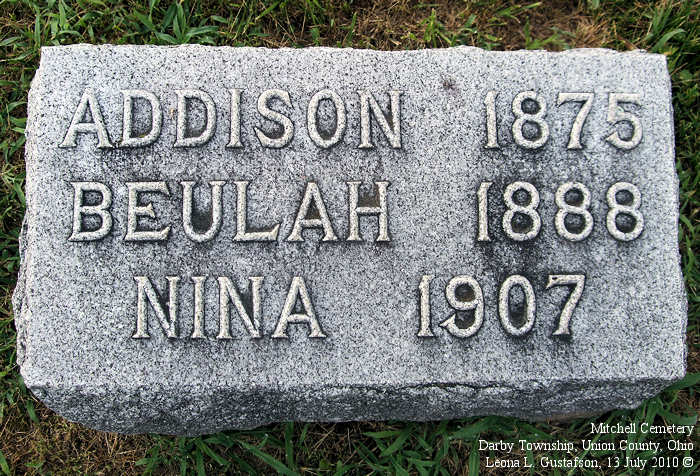 ADDISON 1875
BEULAH 1888
NINA 1907
Mitchell Cemetery
Darby Township, Union County, Ohio
Leona L. Gustafson, 13 July 2010 ©